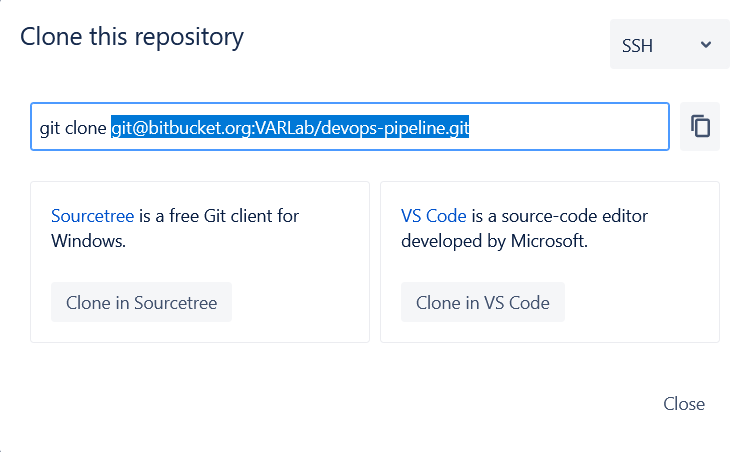 Clone this repository
SSH
git clone git@bitbucket.org:VARLab/devops-pipeline.git
Sourcetree is a free Git client for
Windows.
Clone in Sourcetree
VS Code is a source-code editor
developed by Microsoft.
Clone in VS Code
Close